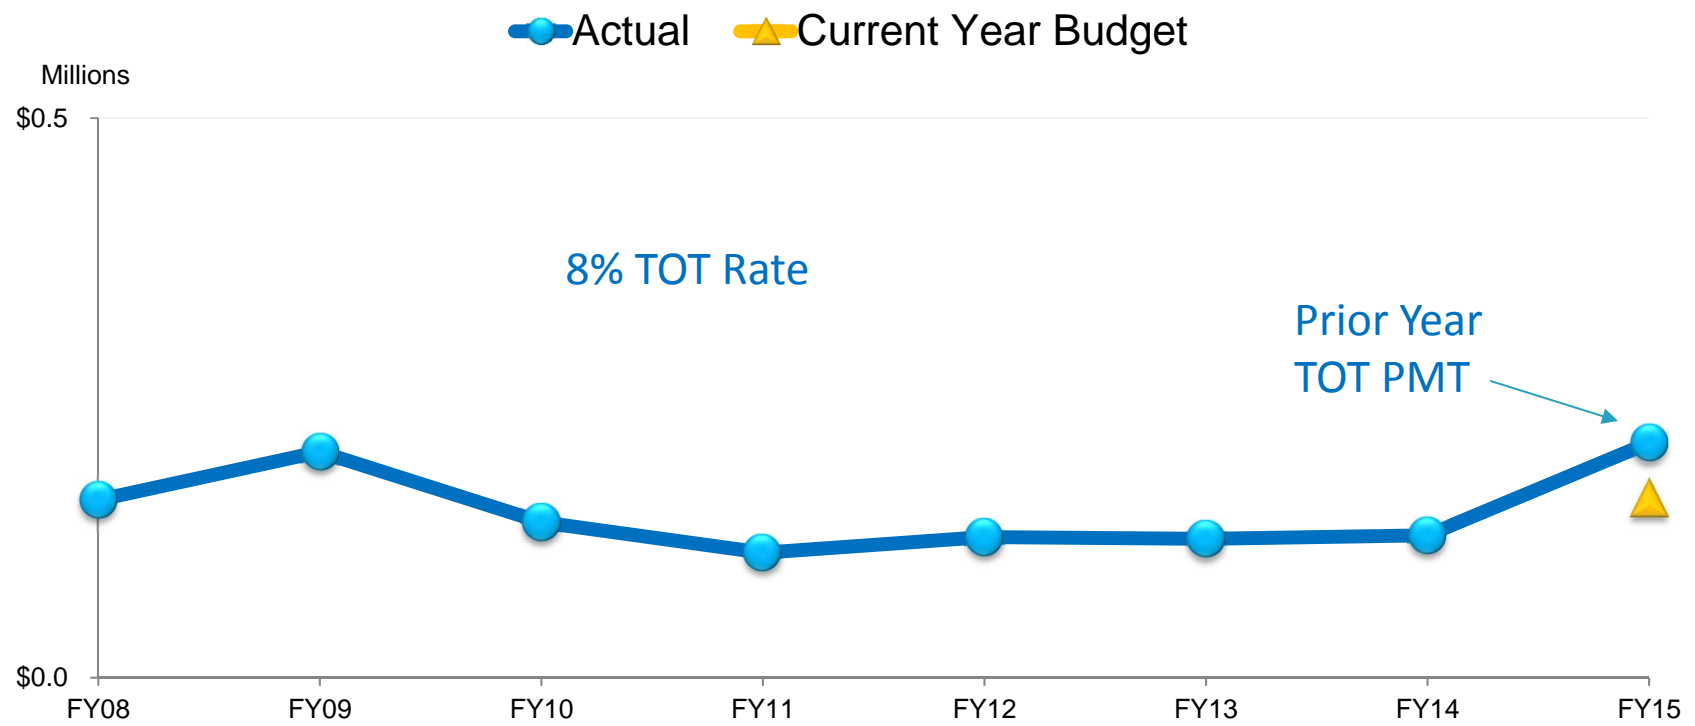 Actual Current Year Budget
Millions
$0.5
8% TOT Rate
Prior Year
TOT PMT
$0.0
FY08 FY09 FY10 FY11 FY12 FY13 FY14 FY15